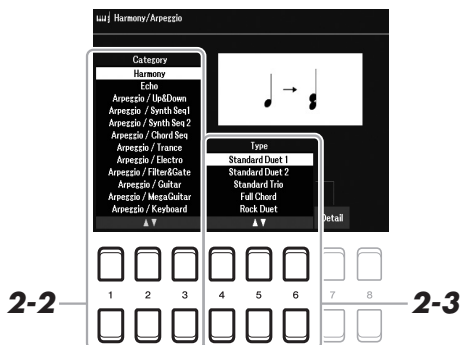 Harmony/Arpeggio
Category
Harmony
Echo
Arpeggio / Up&Down
Arpeggio / Synth Seq1
Arpeggio / Synth Seq 2
Arpeggio / Chord Seq
Arpeggio / Trance
Arpeggio / Electro
Arpeggio / Filter&Gate
Arpeggio / Guitar
Arpeggio / MegaGuitar
Arpeggio / Keyboard
▲ ▼
Type
Standard Duet 1
Standard Duet 2
Standard Trio
Full Chord
Rock Duet
▲ ▼
Detail
1 2 3 4 5 6 7 8
2-2
2-3